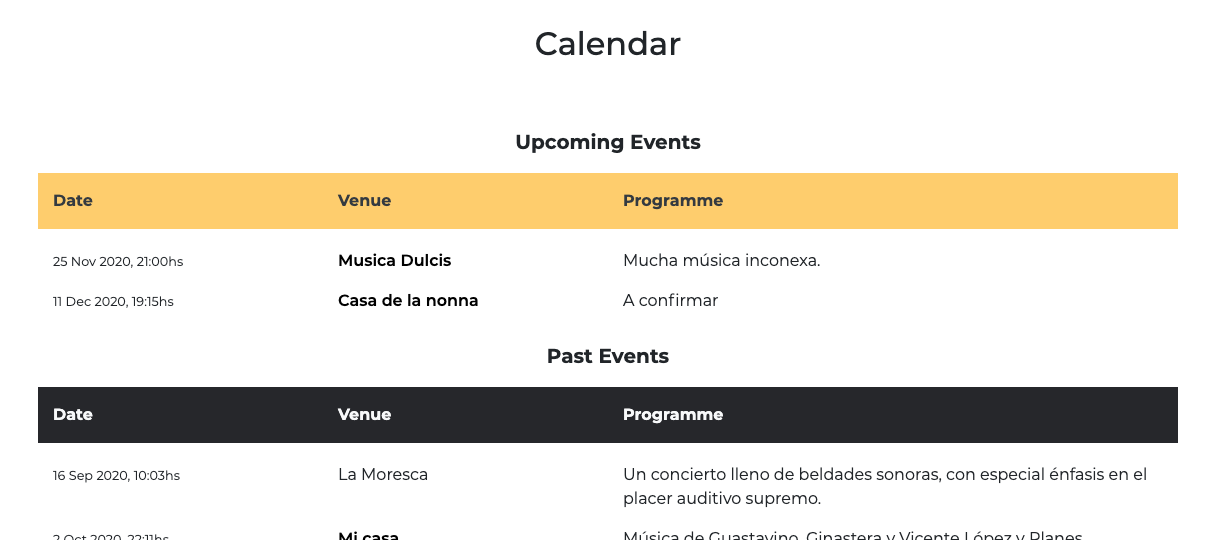 Calendar
Upcoming Events
Date Venue Programme
25 Nov 2020, 21:00hs Musica Dulcis Mucha música inconexa.
11 Dec 2020, 19:15hs Casa de la nonna A confirmar
Past Events
Date Venue Programme
16 Sep 2020, 10:03hs La Moresca Un concierto lleno de beldades sonoras, con especial énfasis en el
placer auditivo supremo.
2 Oct 2020, 22:11hs Mi casa Música de Guastavino, Ginastera y Vicente López y Planes